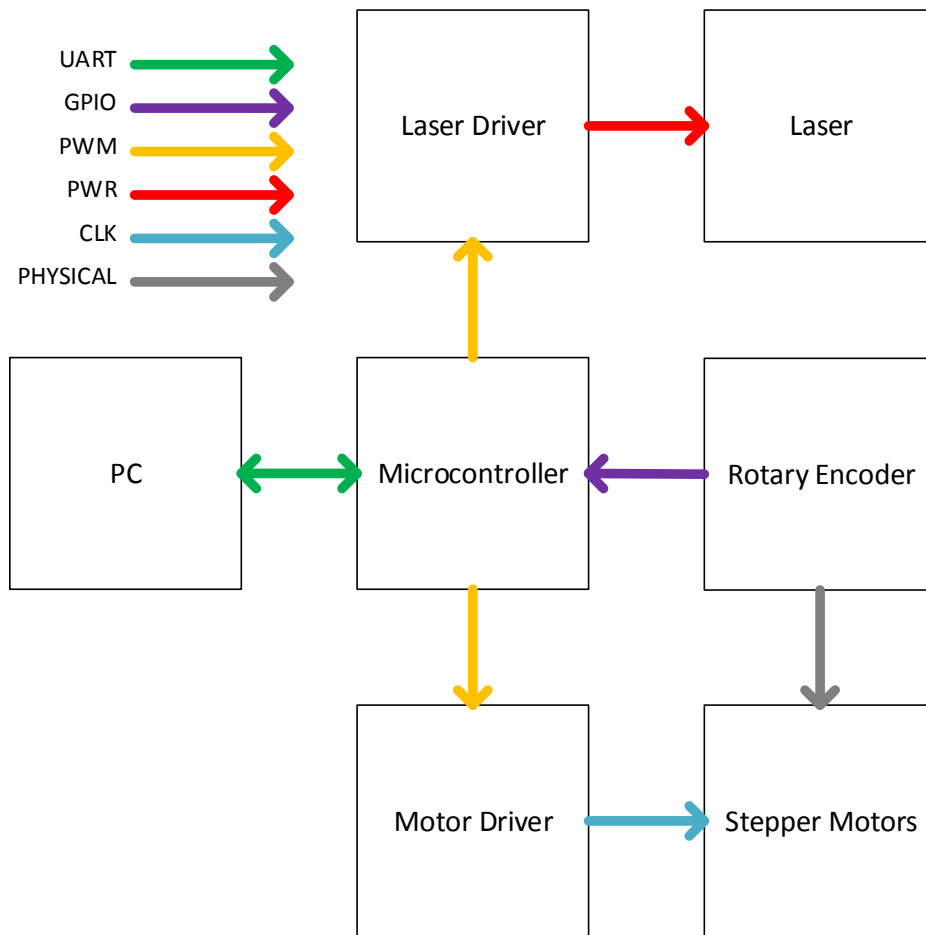 UART
GPIO
PWM
PWR
CLK
PHYSICAL
Laser Driver
Laser
PC
Microcontroller
Rotary Encoder
Motor Driver
Stepper Motors